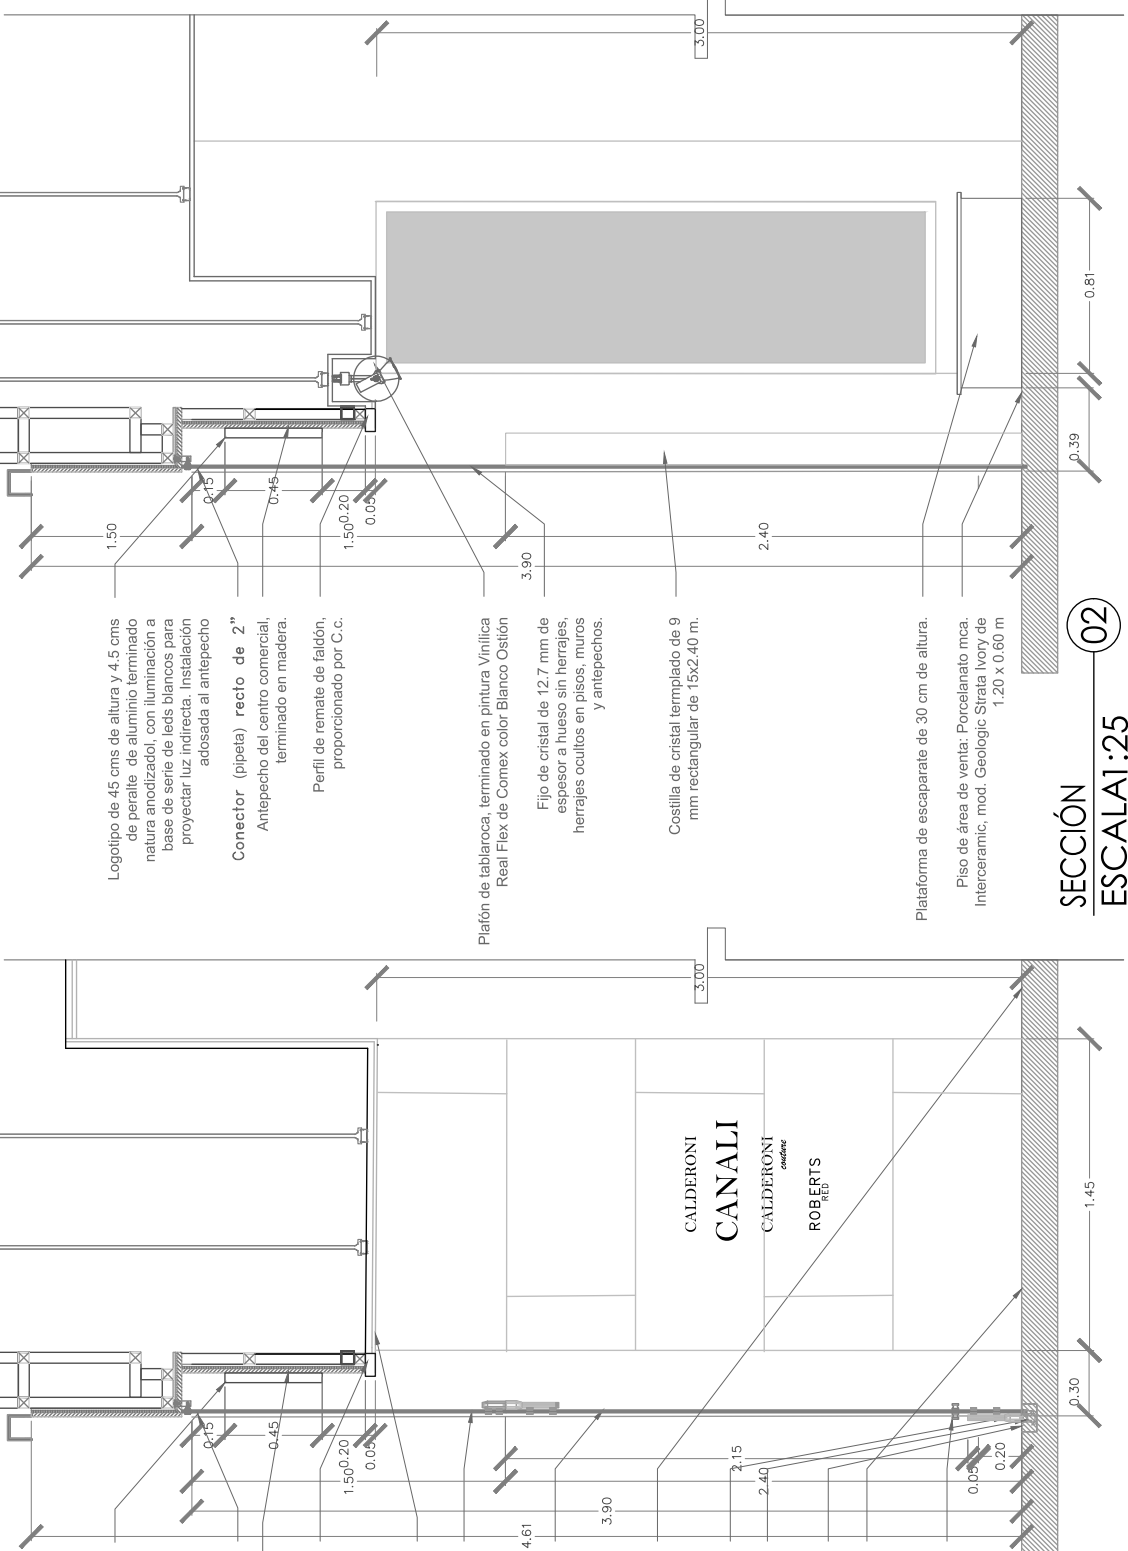 Logotipo de 45 cms de altura y 4.5 cms
de peralte de aluminio terminado
natura anodizadol, con iluminación a
base de serie de leds blancos para
proyectar luz indirecta. Instalación
adosada al antepecho
Conector (pipeta) recto de 2”
Antepecho del centro comercial,
terminado en madera.
Perfil de remate de faldón,
proporcionado por C.c.
Plafón de tablaroca, terminado en pintura Vinílica
Real Flex de Comex color Blanco Ostión
Fijo de cristal de 12.7 mm de
espesor a hueso sin herrajes,
herrajes ocultos en pisos, muros
y antepechos.
Costilla de cristal termplado de 9
mm rectangular de 15x2.40 m.
Plataforma de escaparate de 30 cm de altura.
Piso de área de venta: Porcelanato mca.
Interceramic, mod. Geologic Strata Ivory de
1.20 x 0.60 m
SECCIÓN
02
ESCALA1:25
1.50
0.15
0.45
0.20
0.05
1.50
3.90
2.40
3.00
0.81
0.39
CALDERONI
CANALI
CALDERONI
couture
ROBERTS
RED
0.15
0.45
0.20
0.05
1.50
3.90
4.61
2.15
2.40
0.05
0.20
3.00
1.45
0.30